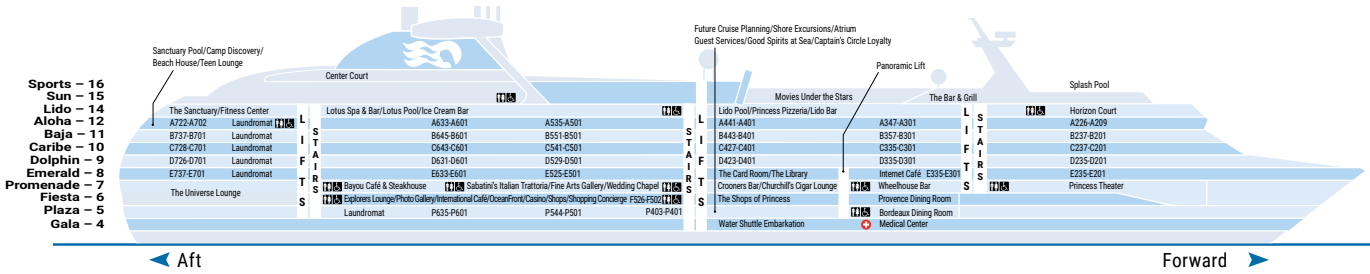 Future Cruise Planning/Shore Excursions/Atrium
Guest Services/Good Spirits at Sea/Captain's Circle Loyalty
Sanctuary Pool/Camp Discovery/
Beach House/Teen Lounge
Panoramic Lift
Center Court
Sports – 16
Splash Pool
Sun – 15
Movies Under the Stars
The Bar & Grill
Lido – 14
The Sanctuary/Fitness Center
Lotus Spa & Bar/Lotus Pool/Ice Cream Bar
Lido Pool/Princess Pizzeria/Lido Bar
Horizon Court
Aloha – 12
A722-A702
Laundromat
A633-A601
A535-A501
A441-A401
A347-A301
A226-A209
Baja – 11
B737-B701
Laundromat
B645-B601
B551-B501
B443-B401
B357-B301
B237-B201
Caribe – 10
C728-C701
Laundromat
C643-C601
C541-C501
C427-C401
C335-C301
C237-C201
Dolphin – 9
D726-D701
Laundromat
D631-D601
D529-D501
D423-D401
D335-D301
D235-D201
Emerald – 8
E737-E701
Laundromat
E633-E601
E525-E501
The Card Room/The Library
Internet Café E335-E301
E235-E201
Promenade – 7
The Universe Lounge
Bayou Café & Steakhouse
Sabatini's Italian Trattoria/Fine Arts Gallery/Wedding Chapel
Crooners Bar/Churchill's Cigar Lounge
Wheelhouse Bar
Princess Theater
Fiesta – 6
Explorers Lounge/Photo Gallery/International Café/OceanFront/Casino/Shops/Shopping Concierge F526-F502
The Shops of Princess
Provence Dining Room
Plaza – 5
Laundromat
P635-P601
P544-P501
P403-P401
Bordeaux Dining Room
Gala – 4
Water Shuttle Embarkation
Medical Center
LIFTS
STAIRS
STAIRS
LIFTS
LIFTS
STAIRS
Aft
Forward